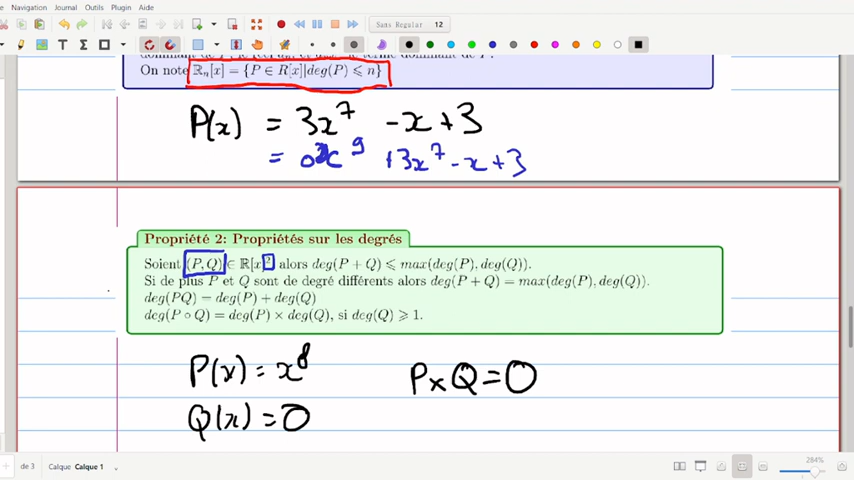 Navigation Journal Outils Plugin Aide
Sans Regular 12
On note ℝₙ[x] = {P ∈ R[x]|deg(P) ⩽ n}
P(x) = 3x⁷ - x + 3
+3x⁷ - x + 3
Propriété 2: Propriétés sur les degrés
Soient (P, Q) ∈ ℝ[x]² alors deg(P + Q) ⩽ max(deg(P), deg(Q)).
Si de plus P et Q sont de degré différents alors deg(P + Q) = max(deg(P), deg(Q)).
deg(PQ) = deg(P) + deg(Q)
deg(P ∘ Q) = deg(P) × deg(Q), si deg(Q) ⩾ 1.
P(x) = x⁸ P×Q = 0
Q(x) = 0
de 3 Calque Calque 1 284%